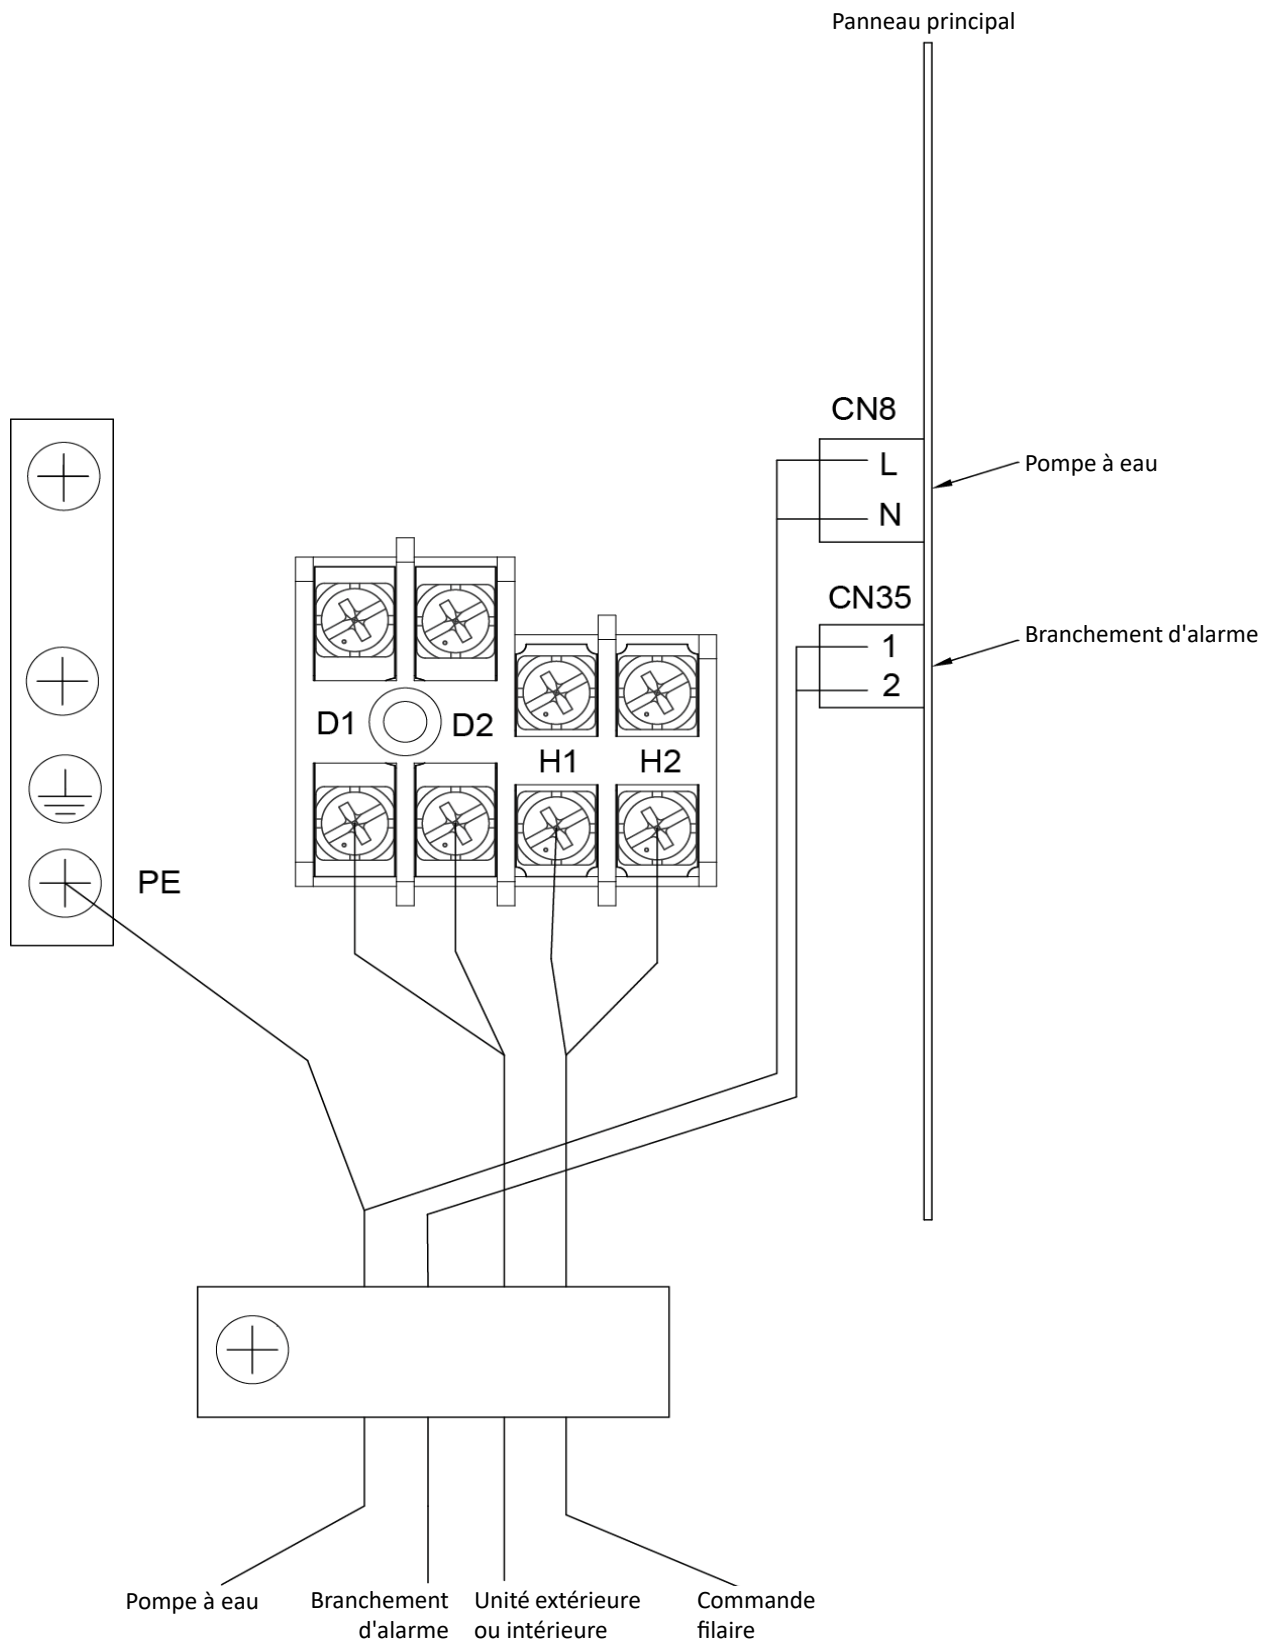 Panneau principal
CN8
L
Pompe à eau
N
CN35
1
Branchement d'alarme
2
D1
D2
H1
H2
PE
Pompe à eau
Branchement
d'alarme
Unité extérieure
ou intérieure
Commande
filaire